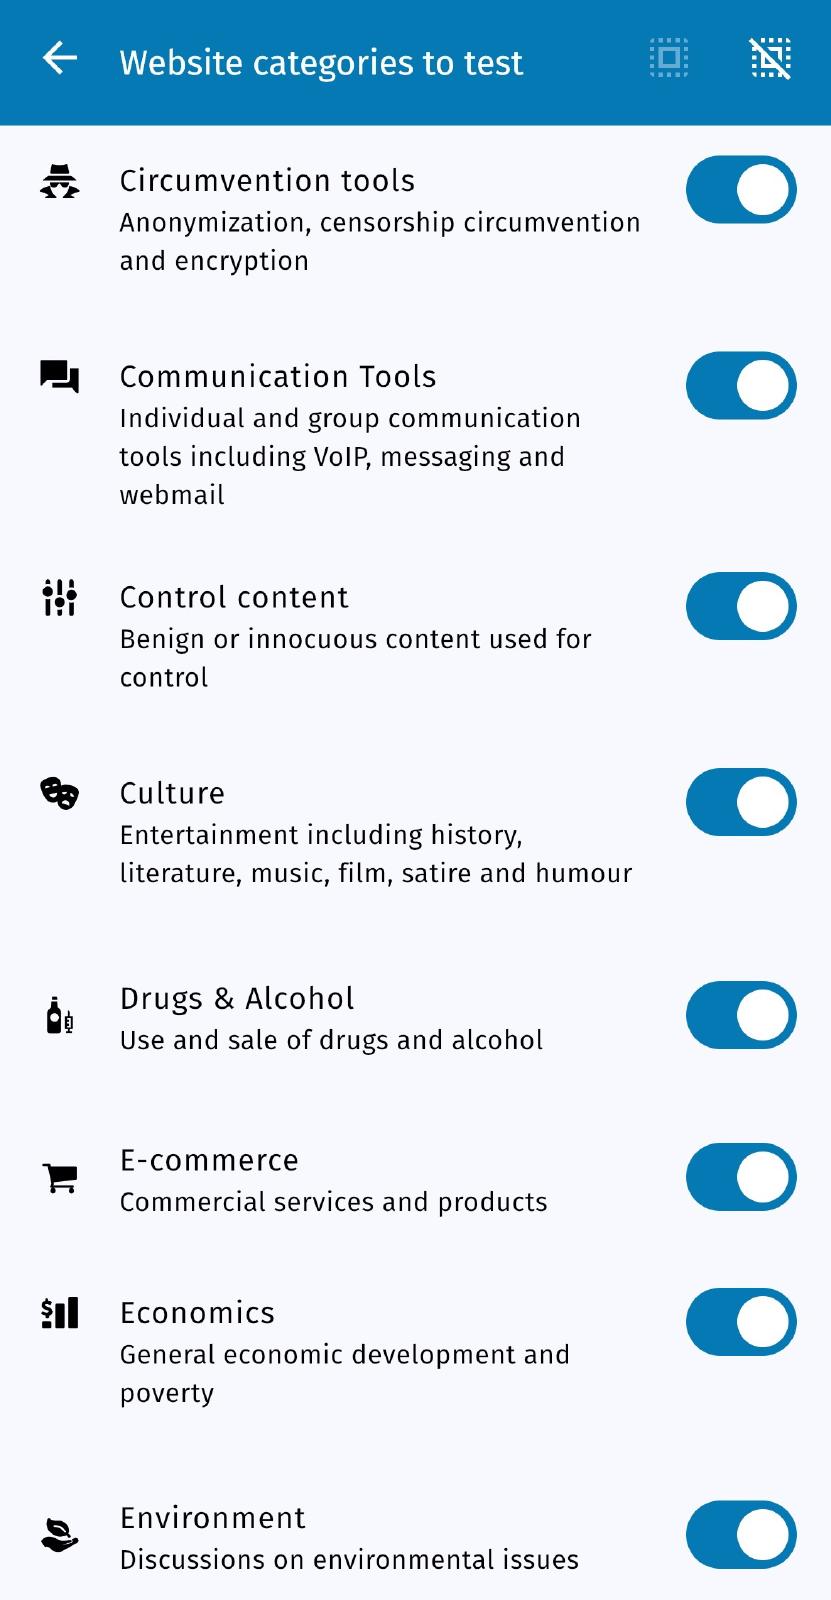 Website categories to test
Circumvention tools
Anonymization, censorship circumvention
and encryption
Communication Tools
Individual and group communication
tools including VoIP, messaging and
webmail
Control content
Benign or innocuous content used for
control
Culture
Entertainment including history,
literature, music, film, satire and humour
Drugs & Alcohol
Use and sale of drugs and alcohol
E-commerce
Commercial services and products
Economics
General economic development and
poverty
Environment
Discussions on environmental issues